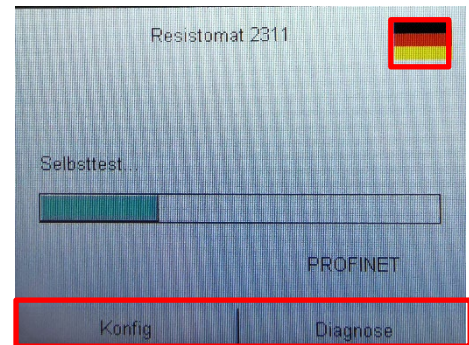 Resistomat 2311
Selbsttest...
PROFINET
Konfig Diagnose